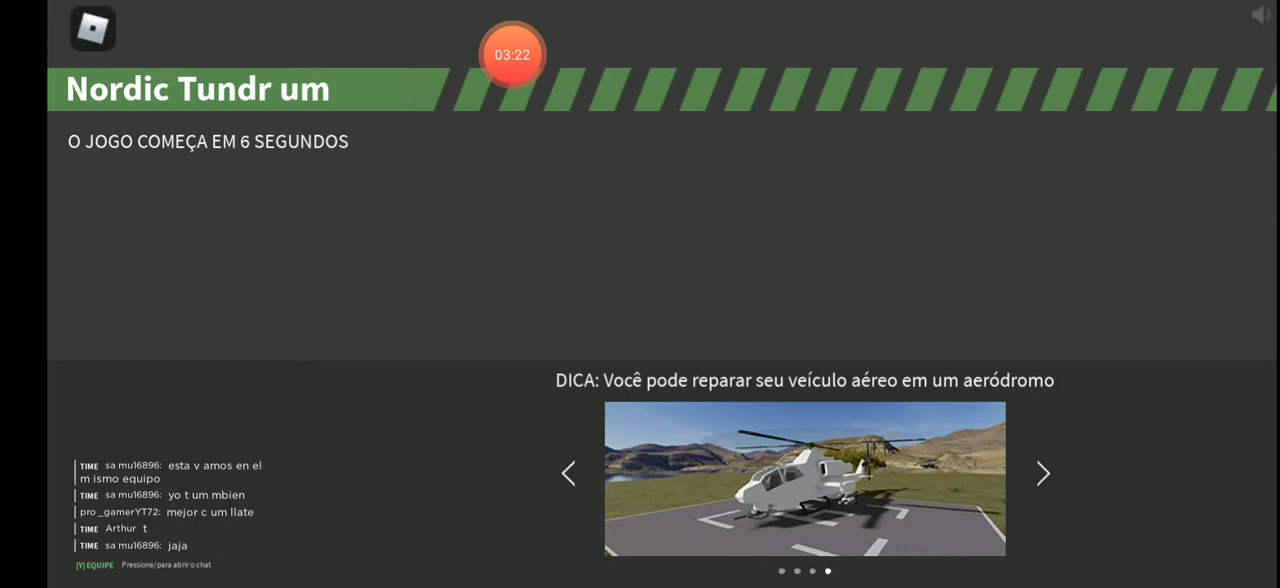 03:22
Nordic Tundr um
O JOGO COMEÇA EM 6 SEGUNDOS
DICA: Você pode reparar seu veículo aéreo em um aeródromo
TIME sa mu16896: esta v amos en el
m ismo equipo
TIME sa mu16896: yo t um mbien
pro _gamerYT72: mejor c um llate
TIME Arthur t
TIME sa mu16896: jaja
[Y] EQUIPE Pressione/para abrir o chat